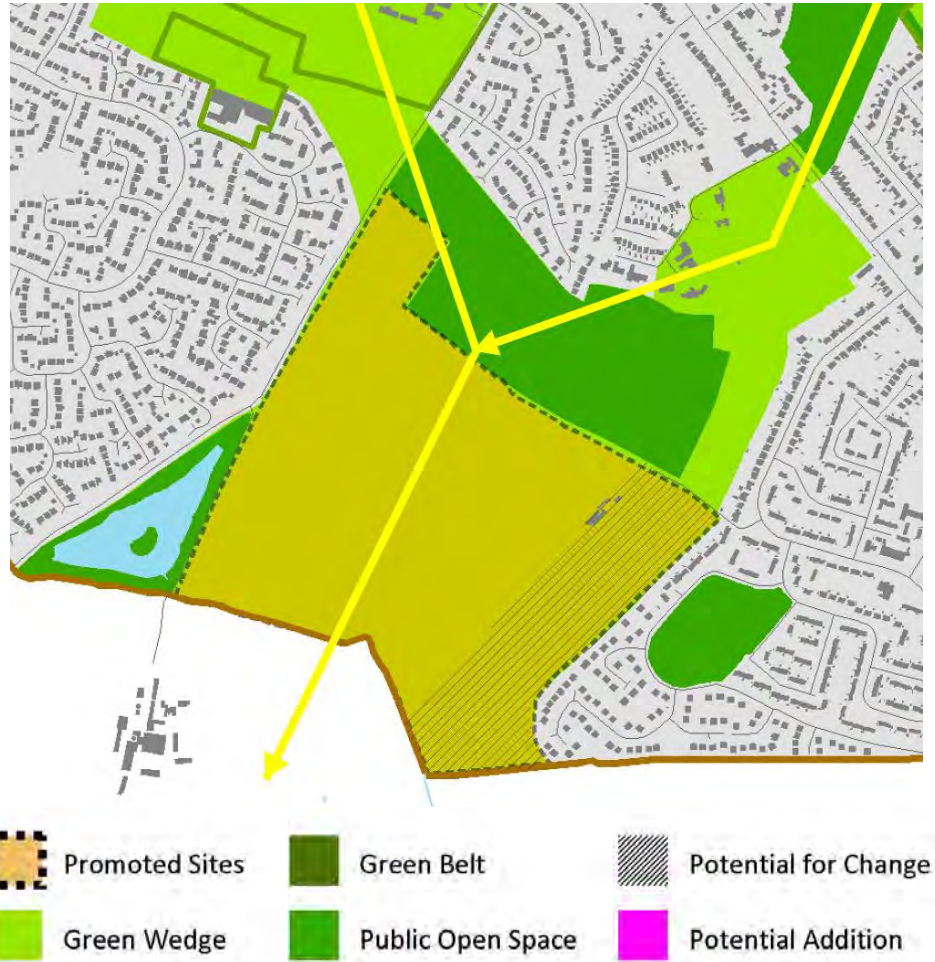 Promoted Sites
Green Belt
Potential for Change
Green Wedge
Public Open Space
Potential Addition